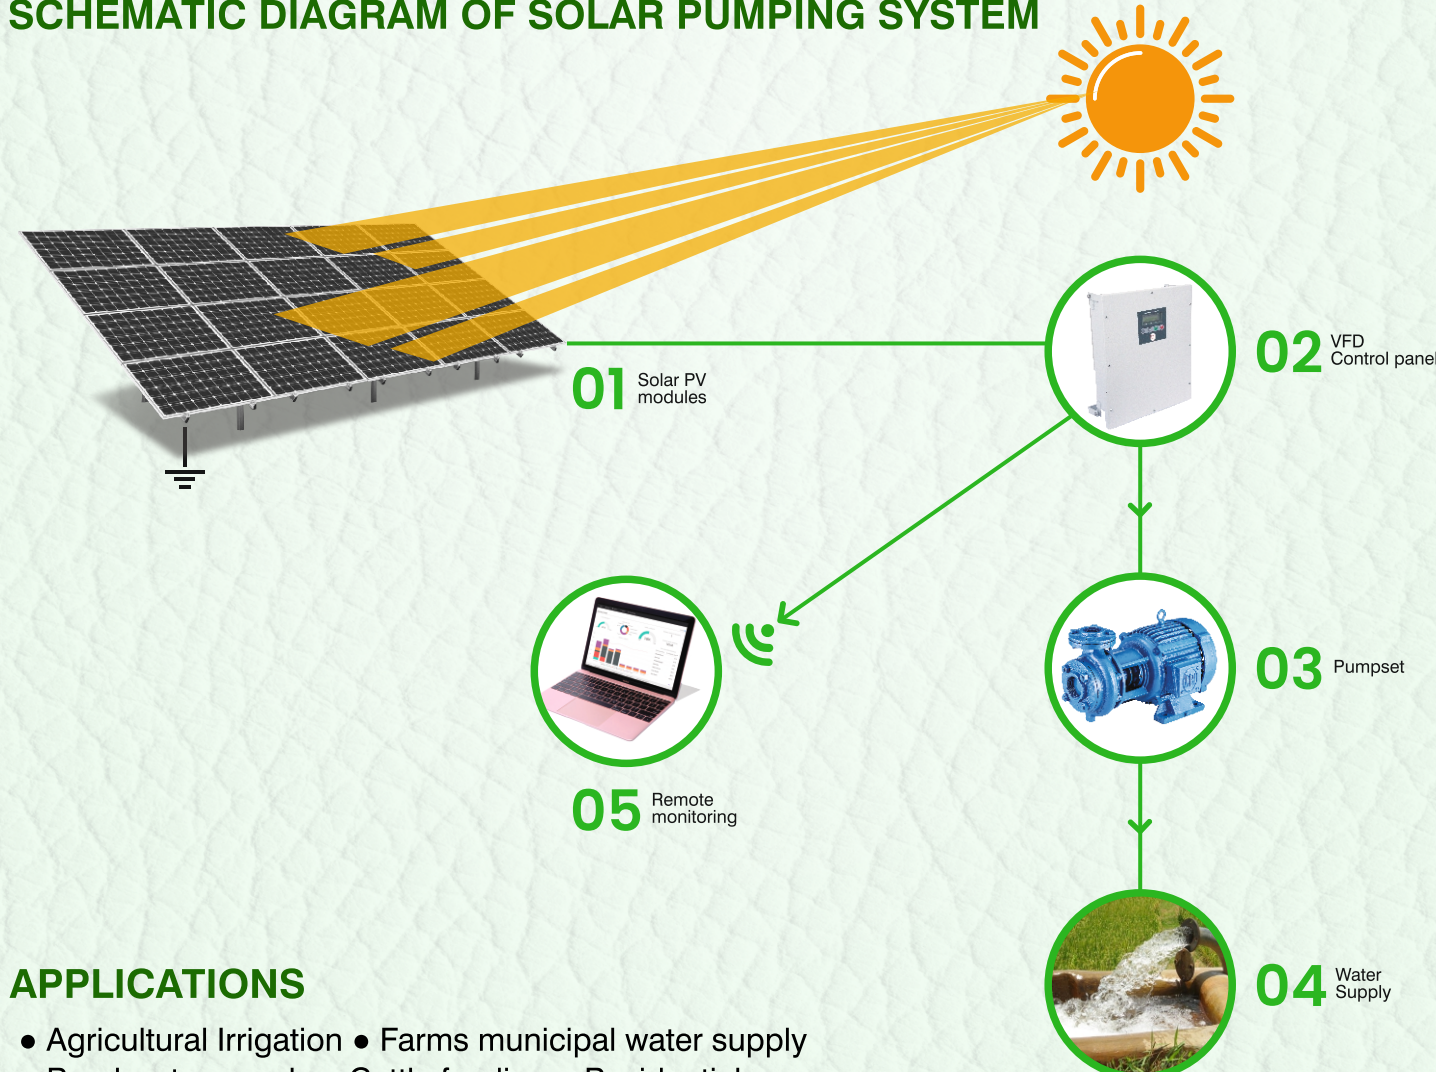 SCHEMATIC DIAGRAM OF SOLAR PUMPING SYSTEM
02 VFD
Control panel
01 Solar PV
modules
03 Pumpset
05 Remote
monitoring
04 Water
Supply
APPLICATIONS
● Agricultural Irrigation ● Farms municipal water supply